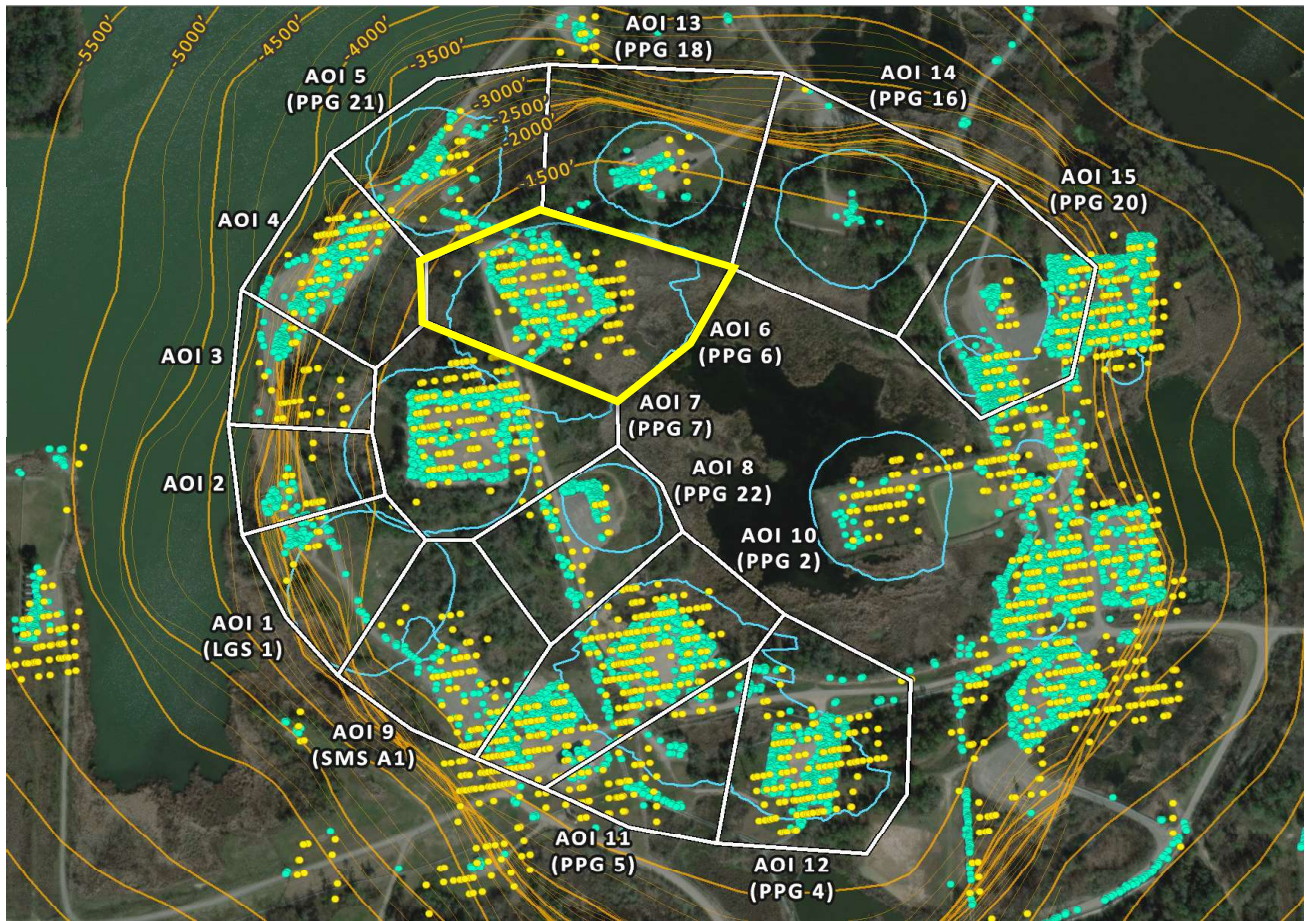 -5500'
-5000'
-4500'
-4000'
-3500'
-3000'
-2500'
-2000'
-1500'
AOI 13
(PPG 18)
AOI 14
(PPG 16)
AOI 5
(PPG 21)
AOI 15
(PPG 20)
AOI 4
AOI 3
AOI 6
(PPG 6)
AOI 7
(PPG 7)
AOI 8
(PPG 22)
AOI 2
AOI 10
(PPG 2)
AOI 1
(LGS 1)
AOI 9
(SMS A1)
AOI 11
(PPG 5)
AOI 12
(PPG 4)